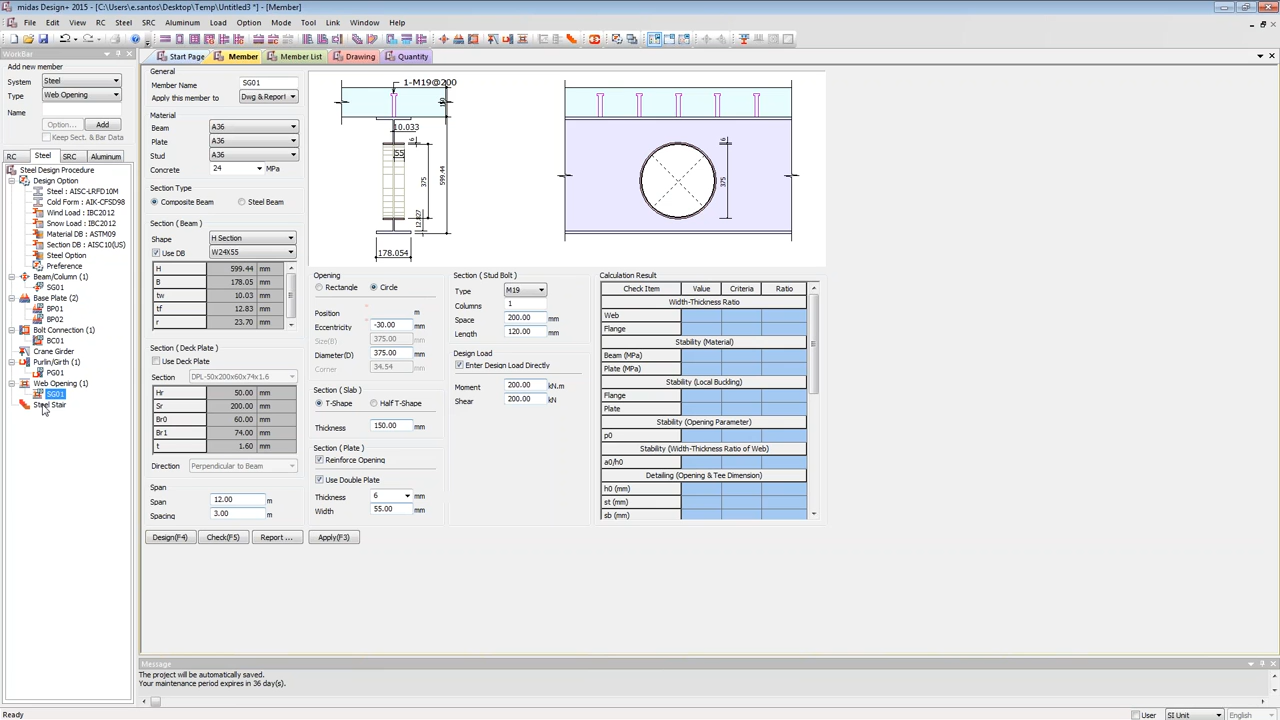 midas Design+ 2015 - [C:\Users\e.santos\Desktop\Temp\Untitled3 *] - [Member]
File Edit View RC Steel SRC Aluminum Load Option Mode Tool Link Window Help
WorkBar
Add new member
System Steel
Type Web Opening
Name
Option... Add
Keep Sect. & Bar Data
RC Steel SRC Aluminum
Steel Design Procedure
Design Option
Steel : AISC-LRFD10M
Cold Form : AIK-CFSD98
Wind Load : IBC2012
Snow Load : IBC2012
Material DB : ASTM09
Section DB : AISC10(US)
Steel Option
Preference
Beam/Column (1)
SG01
Base Plate (2)
BP01
BP02
Bolt Connection (1)
BC01
Crane Girder
Purlin/Girth (1)
PG01
Web Opening (1)
SG01
Steel Stair
Start Page Member Member List Drawing Quantity
General
Member Name SG01
Apply this member to Dwg & Report
Material
Beam A36
Plate A36
Stud A36
Concrete 24 MPa
Section Type
Composite Beam Steel Beam
Section ( Beam )
Shape H Section
Use DB W24X55
H 599.44 mm
B 178.05 mm
tw 10.03 mm
tf 12.83 mm
r 23.70 mm
Section ( Deck Plate )
Use Deck Plate
Section DPL-50x200x60x74x1.6
Hr 50.00 mm
Sr 200.00 mm
Br0 60.00 mm
Br1 74.00 mm
t 1.60 mm
Direction Perpendicular to Beam
Span
Span 12.00 m
Spacing 3.00 m
Design(F4) Check(F5) Report ... Apply(F3)
1-M19@200
150
10.033
6
55
375
599.44
12.827
178.054
6
375
Opening
Rectangle Circle
Position m
Eccentricity -30.00 mm
Size(B) 375.00 mm
Diameter(D) 375.00 mm
Corner 34.54 mm
Section ( Slab )
T-Shape Half T-Shape
Thickness 150.00 mm
Section ( Plate )
Reinforce Opening
Use Double Plate
Thickness 6 mm
Width 55.00 mm
Section ( Stud Bolt )
Type M19
Columns 1
Space 200.00 mm
Length 120.00 mm
Design Load
Enter Design Load Directly
Moment 200.00 kN.m
Shear 200.00 kN
Calculation Result
Check Item Value Criteria Ratio
Width-Thickness Ratio
Web
Flange
Stability (Material)
Beam (MPa)
Plate (MPa)
Stability (Local Buckling)
Flange
Plate
Stability (Opening Parameter)
p0
Stability (Width-Thickness Ratio of Web)
a0/h0
Detailing (Opening & Tee Dimension)
h0 (mm)
st (mm)
sb (mm)
Message
The project will be automatically saved.
Your maintenance period expires in 36 day(s).
Ready
User SI Unit English